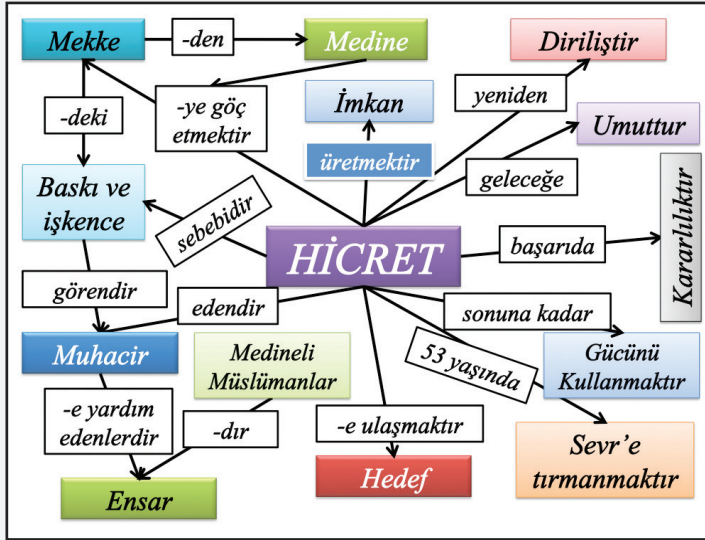 Mekke
-den
Medine
Diriliştir
-ye göç
etmektir
İmkan
yeniden
-deki
Umuttur
üretmektir
geleceğe
Baskı ve
işkence
sebebidir
HİCRET
başarıda
Kararlılıktır
görendir
edendir
sonuna kadar
Muhacir
Medineli
Müslümanlar
53 yaşında
Gücünü
Kullanmaktır
-e yardım
edenlerdir
-dır
-e ulaşmaktır
Sevr’e
tırmanmaktır
Ensar
Hedef